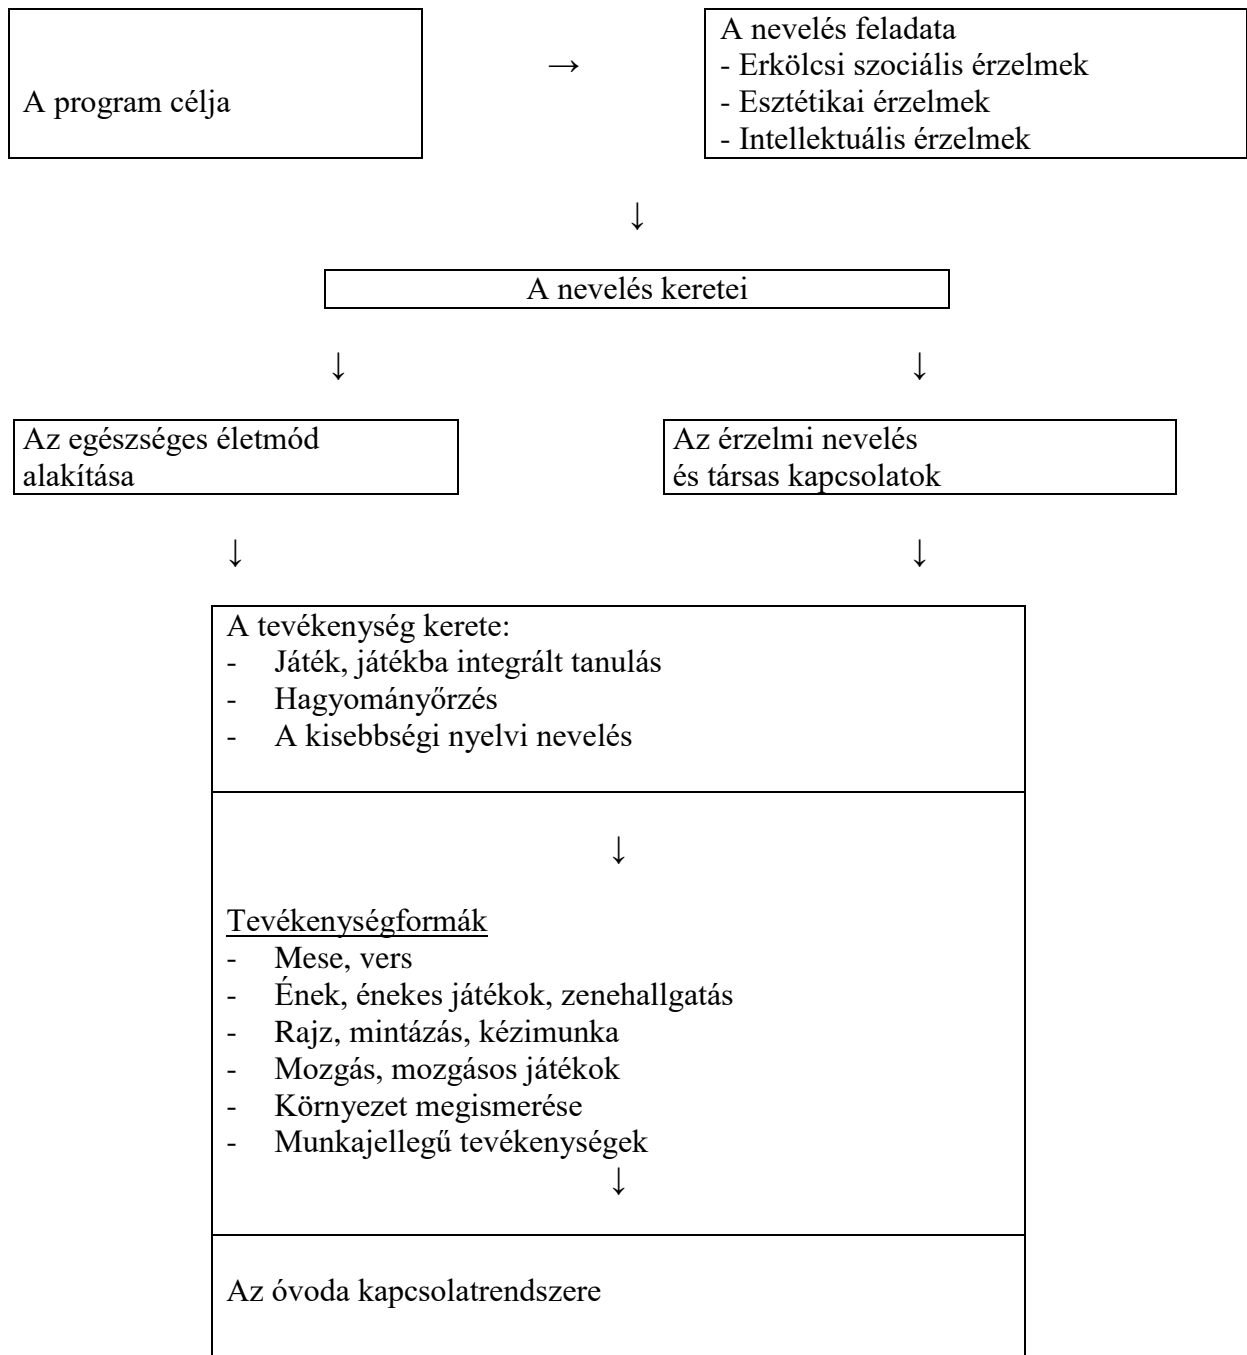 A program célja
→
A nevelés feladata
- Erkölcsi szociális érzelmek
- Esztétikai érzelmek
- Intellektuális érzelmek
↓
A nevelés keretei
↓ ↓
Az egészséges életmód
alakítása
Az érzelmi nevelés
és társas kapcsolatok
↓ ↓
A tevékenység kerete:
- Játék, játékba integrált tanulás
- Hagyományőrzés
- A kisebbségi nyelvi nevelés
↓
Tevékenységformák
- Mese, vers
- Ének, énekes játékok, zenehallgatás
- Rajz, mintázás, kézimunka
- Mozgás, mozgásos játékok
- Környezet megismerése
- Munkajellegű tevékenységek
↓
Az óvoda kapcsolatrendszere